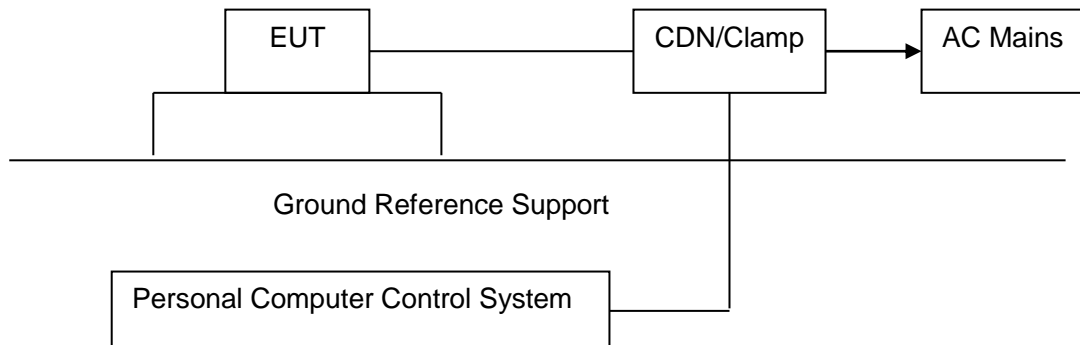 EUT
CDN/Clamp
AC Mains
Ground Reference Support
Personal Computer Control System